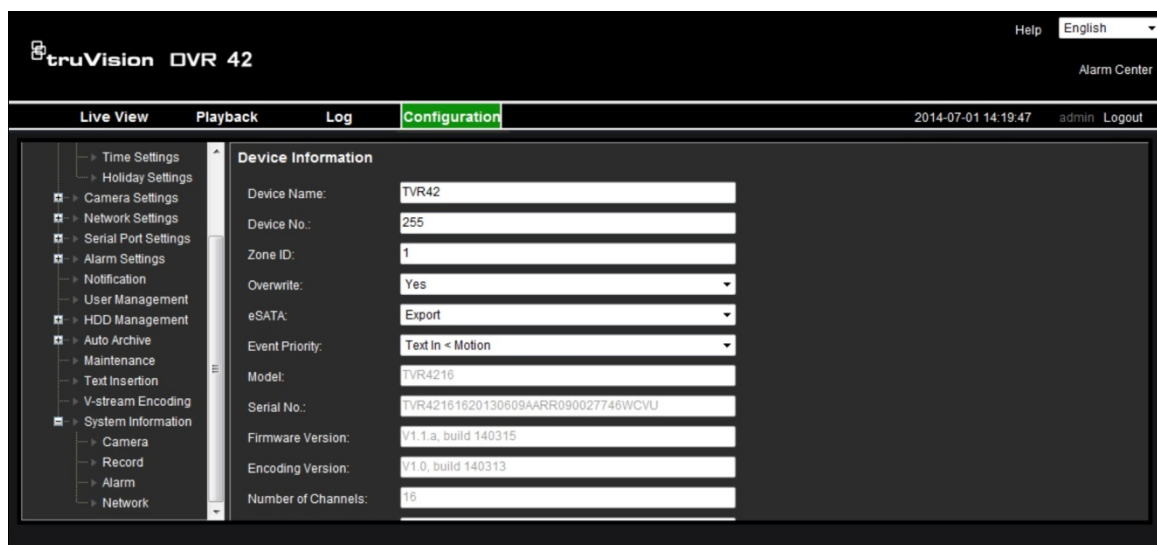 Help English
truVision DVR 42
Alarm Center
Live View Playback Log Configuration 2014-07-01 14:19:47 admin Logout
Time Settings
Holiday Settings
Camera Settings
Network Settings
Serial Port Settings
Alarm Settings
Notification
User Management
HDD Management
Auto Archive
Maintenance
Text Insertion
V-stream Encoding
System Information
Camera
Record
Alarm
Network
Device Information
Device Name: TVR42
Device No.: 255
Zone ID: 1
Overwrite: Yes
eSATA: Export
Event Priority: Text In < Motion
Model: TVR4216
Serial No.: TVR42161620130609AARR090027746WCVU
Firmware Version: V1.1.a, build 140315
Encoding Version: V1.0, build 140313
Number of Channels: 16